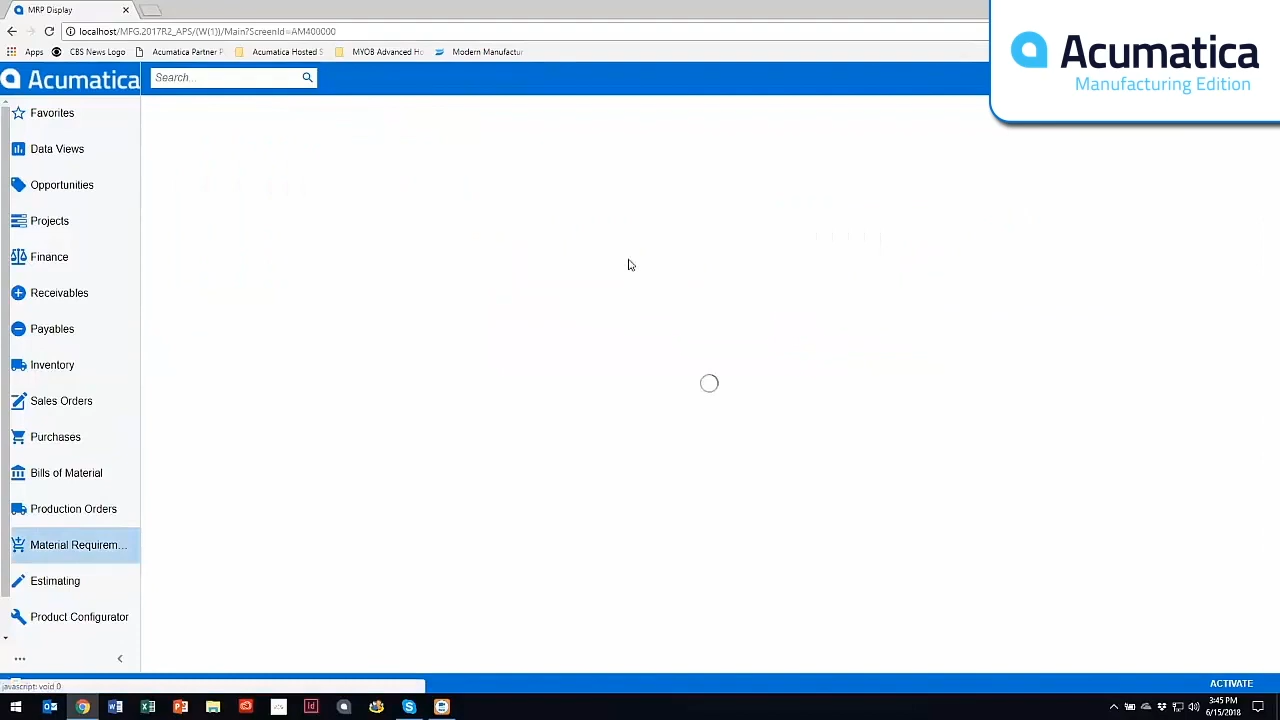 MRP Display
localhost/MFG.2017R2_APS/(W(1))/Main?ScreenId=AM400000
Apps CBS News Logo Acumatica Partner P Acumatica Hosted S MYOB Advanced Ho Modern Manufactur
Acumatica
Manufacturing Edition
Acumatica
Search...
Favorites
Data Views
Opportunities
Projects
Finance
Receivables
Payables
Inventory
Sales Orders
Purchases
Bills of Material
Production Orders
Material Requirem...
Estimating
Product Configurator
javascript: void 0
ACTIVATE
3:45 PM
6/15/2018